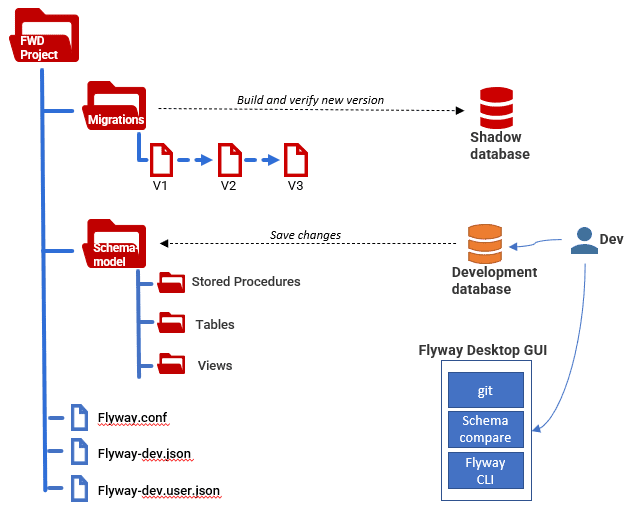 FWD
Project
Migrations
Build and verify new version
Shadow
database
V1
V2
V3
Schema-
model
Save changes
Development
database
Dev
Stored Procedures
Tables
Views
Flyway Desktop GUI
git
Schema
compare
Flyway
CLI
Flyway.conf
Flyway-dev.json
Flyway-dev.user.json